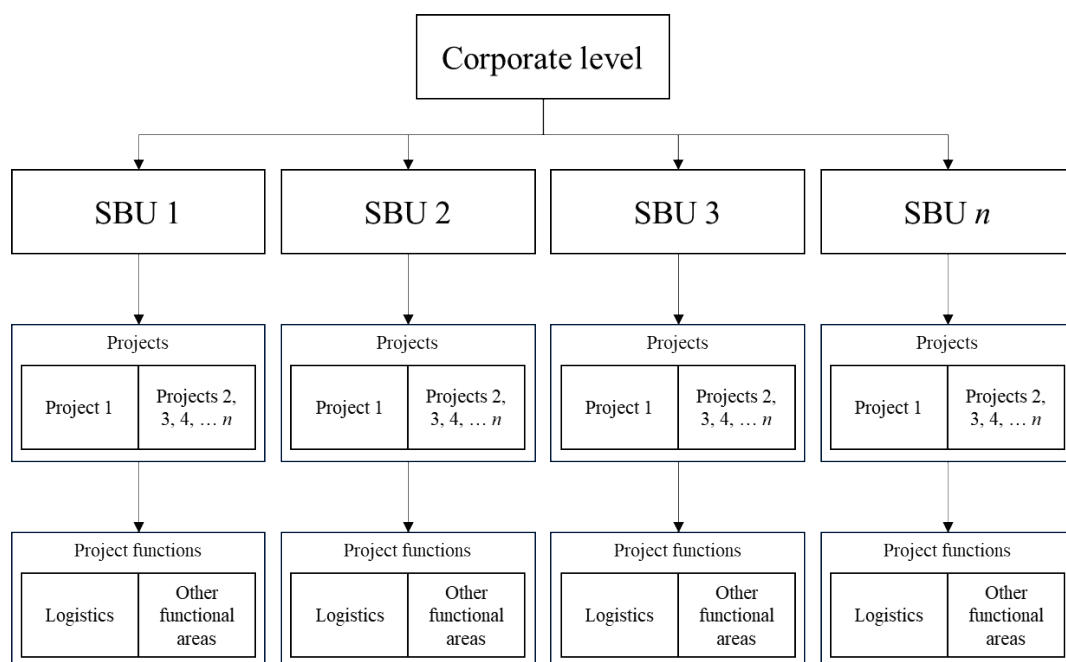 Corporate level
SBU 1
SBU 2
SBU 3
SBU n
Projects
Project 1
Projects 2,
3, 4, … n
Projects
Project 1
Projects 2,
3, 4, … n
Projects
Project 1
Projects 2,
3, 4, … n
Projects
Project 1
Projects 2,
3, 4, … n
Project functions
Logistics
Other
functional
areas
Project functions
Logistics
Other
functional
areas
Project functions
Logistics
Other
functional
areas
Project functions
Logistics
Other
functional
areas